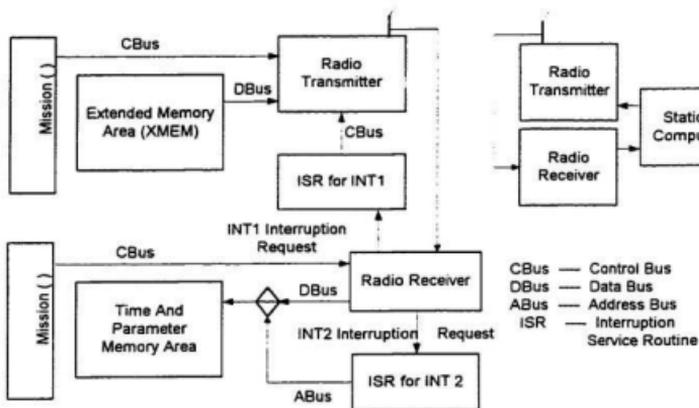 CBus
Radio
Transmitter
Mission ( )
DBus
Extended Memory
Area (XMEM)
CBus
ISR for INT1
INT1 Interruption
Request
Radio
Transmitter
Radio
Receiver
Mission ( )
CBus
Radio Receiver
DBus
Time And
Parameter
Memory Area
INT2 Interruption Request
ISR for INT 2
ABus
CBus — Control Bus
DBus — Data Bus
ABus — Address Bus
ISR — Interruption
Service Routine